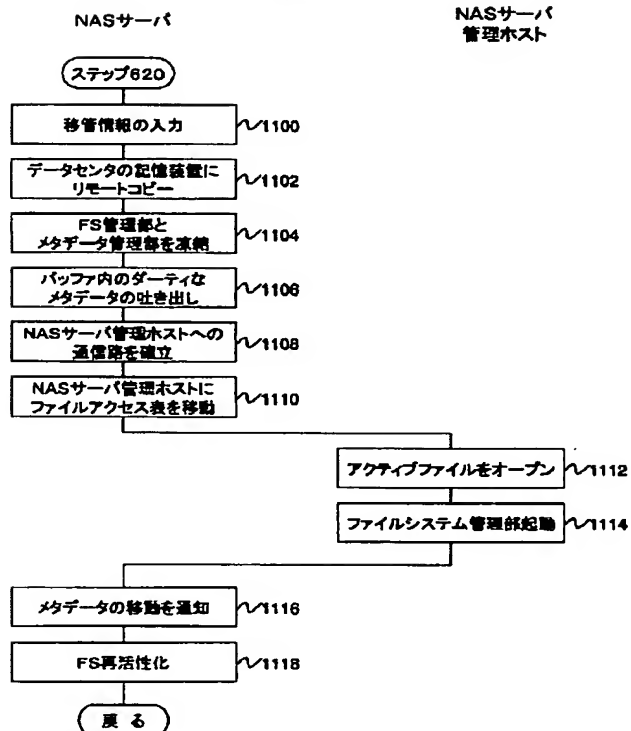 NASサーバ
NASサーバ
管理ホスト
ステップ620
移管情報の入力
1100
データセンタの記憶装置に
リモートコピー
1102
FS管理部と
メタデータ管理部を凍結
1104
バッファ内のダーティな
メタデータの吐き出し
1106
NASサーバ管理ホストへの
通信路を確立
1108
NASサーバ管理ホストに
ファイルアクセス表を移動
1110
アクティブファイルをオープン
1112
ファイルシステム管理部起動
1114
メタデータの移動を通知
1116
FS再活性化
1118
戻る